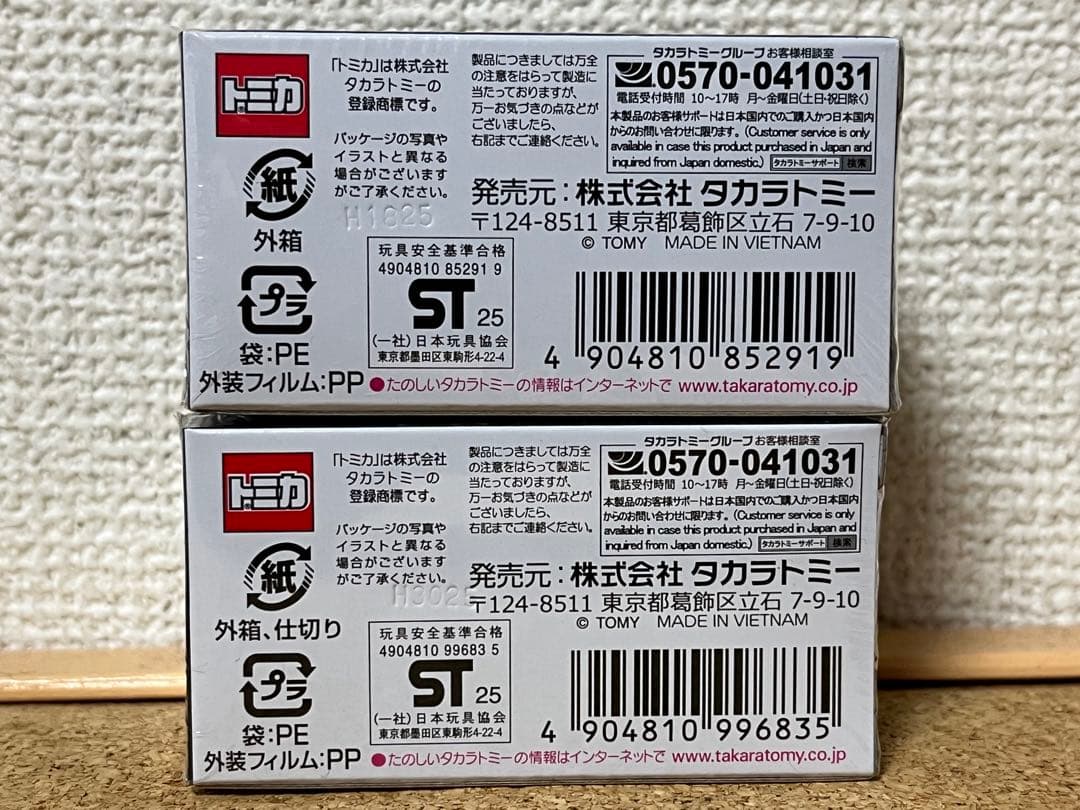 トミカ
「トミカ」は株式会社
タカラトミーの
登録商標です。
パッケージの写真や
イラストと異なる
場合がございます
がご了承ください。
H1625
製品につきましては万全
の注意をはらって製造に
当たっておりますが、
万一お気づきの点などが
ございましたら、
右記までご連絡ください。
タカラトミーグループ お客様相談室
0570-041031
電話受付時間 10〜17時 月〜金曜日(土日・祝日除く)
本製品のお客様サポートは日本国内でのご購入かつ日本国内
からのお問い合わせに限ります。(Customer service is only
available in case this product purchased in Japan and
inquired from Japan domestic.) タカラトミーサポート 検索
発売元：株式会社 タカラトミー
〒124-8511 東京都葛飾区立石 7-9-10
© TOMY MADE IN VIETNAM
紙
外箱
プラ
袋：PE
外装フィルム：PP
玩具安全基準合格
4904810 85291 9
ST 25
(一社)日本玩具協会
東京都墨田区東駒形4-22-4
4 904810 852919
●たのしいタカラトミーの情報はインターネットで www.takaratomy.co.jp
トミカ
「トミカ」は株式会社
タカラトミーの
登録商標です。
パッケージの写真や
イラストと異なる
場合がございます
がご了承ください。
H3025
製品につきましては万全
の注意をはらって製造に
当たっておりますが、
万一お気づきの点などが
ございましたら、
右記までご連絡ください。
タカラトミーグループ お客様相談室
0570-041031
電話受付時間 10〜17時 月〜金曜日(土日・祝日除く)
本製品のお客様サポートは日本国内でのご購入かつ日本国内
からのお問い合わせに限ります。(Customer service is only
available in case this product purchased in Japan and
inquired from Japan domestic.) タカラトミーサポート 検索
発売元：株式会社 タカラトミー
〒124-8511 東京都葛飾区立石 7-9-10
© TOMY MADE IN VIETNAM
紙
外箱、仕切り
プラ
袋：PE
外装フィルム：PP
玩具安全基準合格
4904810 99683 5
ST 25
(一社)日本玩具協会
東京都墨田区東駒形4-22-4
4 904810 996835
●たのしいタカラトミーの情報はインターネットで www.takaratomy.co.jp